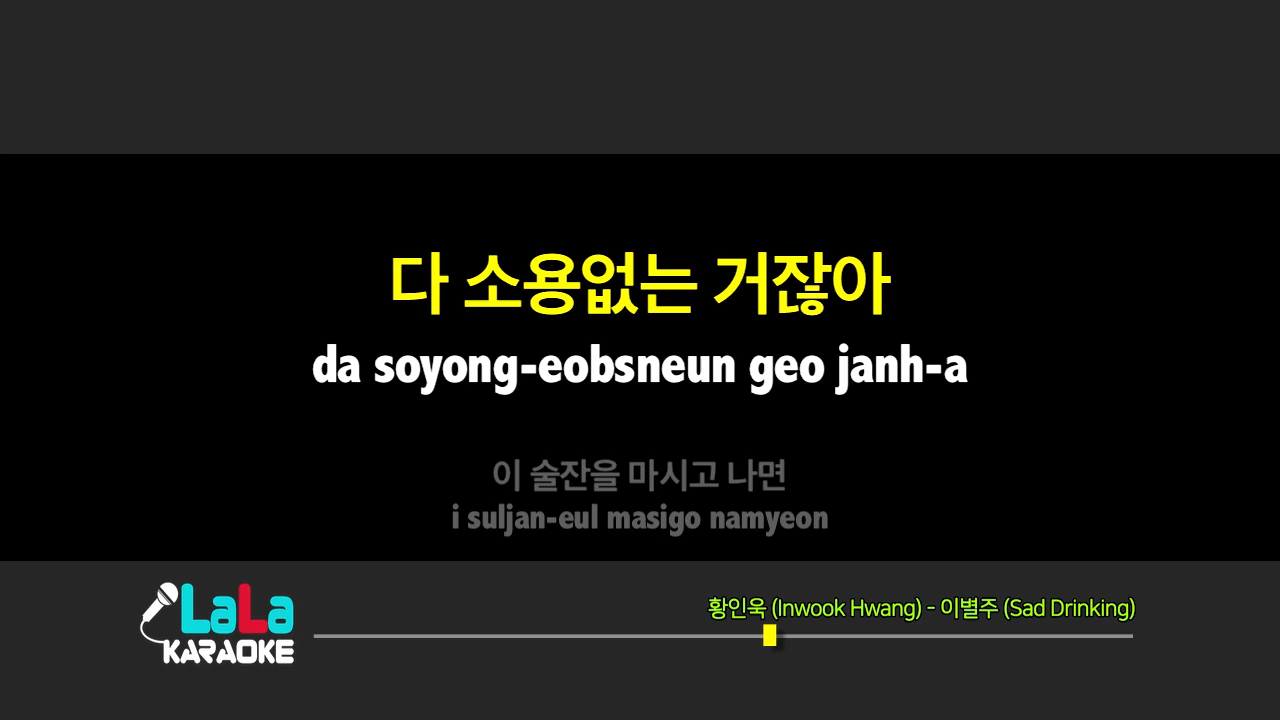 다 소용없는 거잖아
da soyong-eobsneun geo janh-a
이 술잔을 마시고 나면
i suljan-eul masigo namyeon
황인욱 (Inwook Hwang) - 이별주 (Sad Drinking)
LaLa
KARAOKE